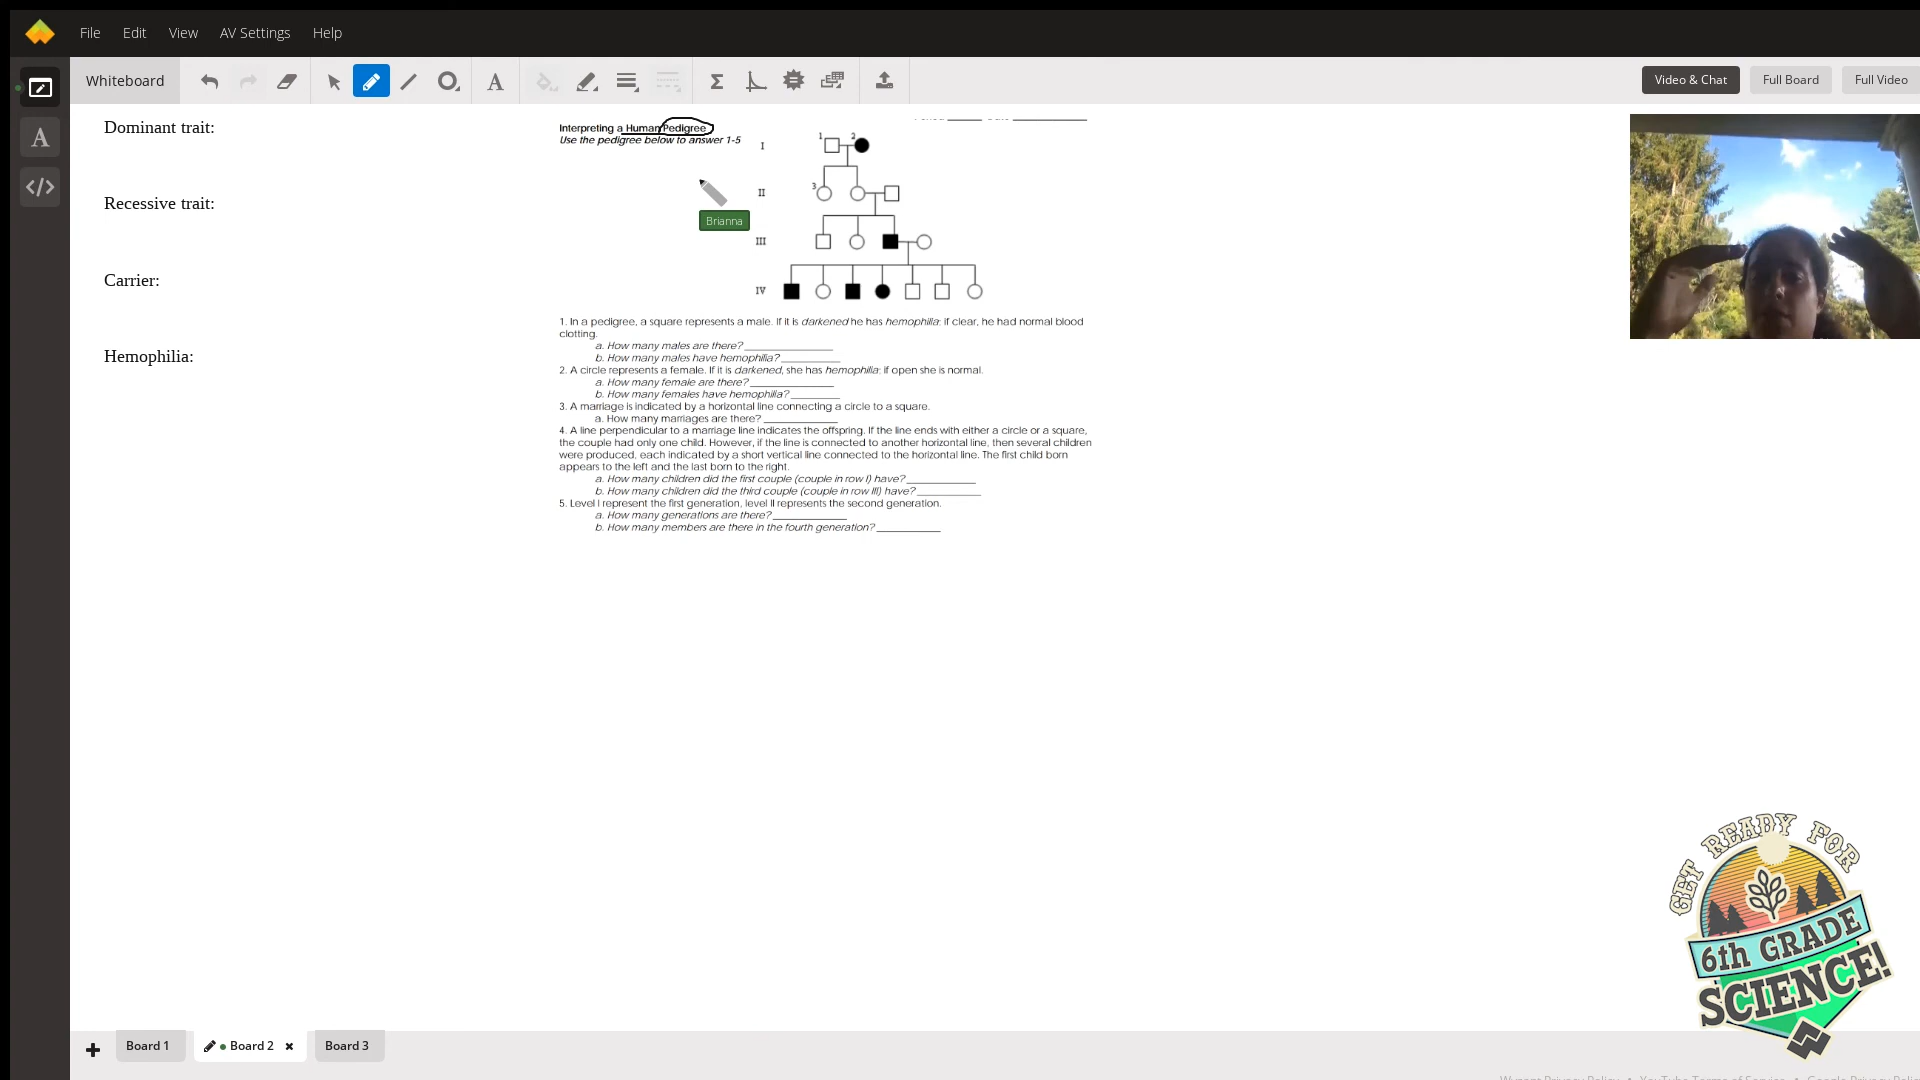 File Edit View AV Settings Help
Whiteboard
A
Σ
Video & Chat Full Board Full Video
A
</>
Dominant trait:
Recessive trait:
Carrier:
Hemophilia:
Interpreting a Human Pedigree
Use the pedigree below to answer 1-5
1 2
I
3
II
III
IV
Brianna
1. In a pedigree, a square represents a male. If it is darkened he has hemophilia; if clear, he had normal blood
clotting.
a. How many males are there? ______________
b. How many males have hemophilia? __________
2. A circle represents a female. If it is darkened, she has hemophilia; if open she is normal.
a. How many female are there? ______________
b. How many females have hemophilia? ________
3. A marriage is indicated by a horizontal line connecting a circle to a square.
a. How many marriages are there? ____________
4. A line perpendicular to a marriage line indicates the offspring. If the line ends with either a circle or a square,
the couple had only one child. However, if the line is connected to another horizontal line, then several children
were produced, each indicated by a short vertical line connected to the horizontal line. The first child born
appears to the left and the last born to the right.
a. How many children did the first couple (couple in row I) have? ___________
b. How many children did the third couple (couple in row III) have? ___________
5. Level I represent the first generation, level II represents the second generation.
a. How many generations are there? ____________
b. How many members are there in the fourth generation? __________
GET READY FOR
6th GRADE
SCIENCE!
Board 1 Board 2 Board 3